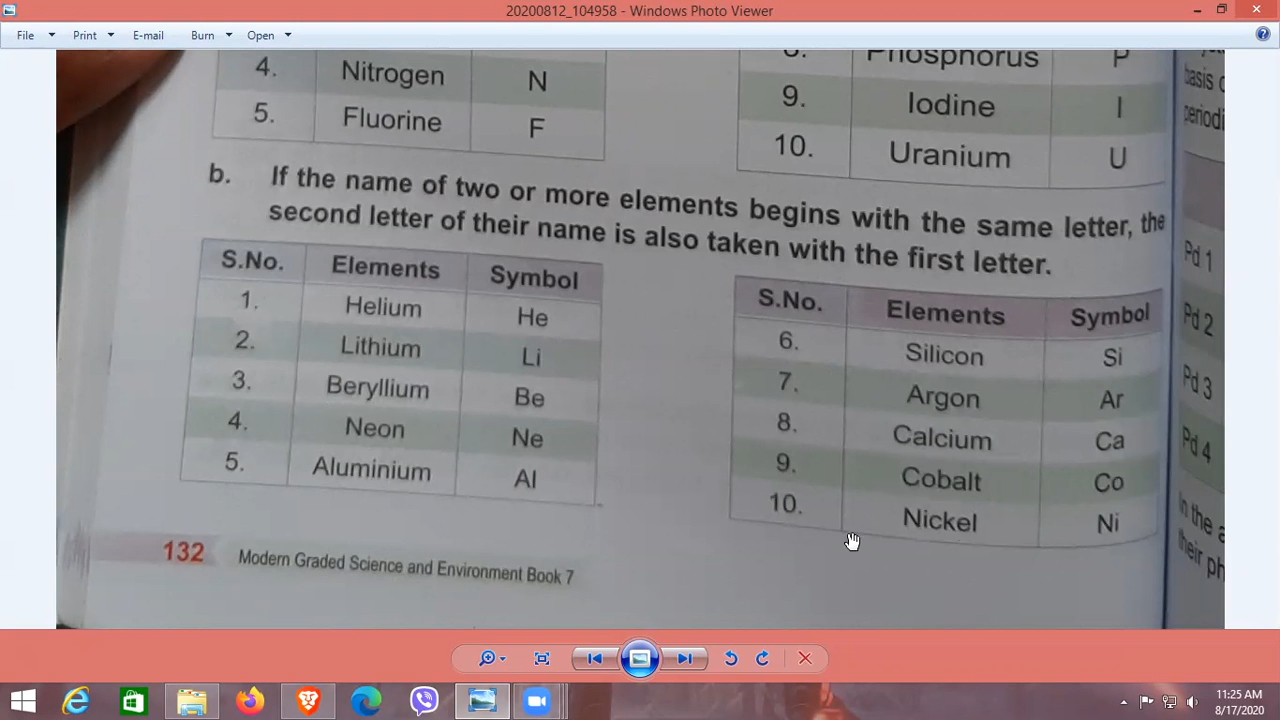 20200812_104958 - Windows Photo Viewer
File Print E-mail Burn Open
4. Nitrogen N
5. Fluorine F
8. Phosphorus P
9. Iodine I
10. Uranium U
b. If the name of two or more elements begins with the same letter, the
second letter of their name is also taken with the first letter.
S.No. Elements Symbol
1. Helium He
2. Lithium Li
3. Beryllium Be
4. Neon Ne
5. Aluminium Al
S.No. Elements Symbol
6. Silicon Si
7. Argon Ar
8. Calcium Ca
9. Cobalt Co
10. Nickel Ni
132 Modern Graded Science and Environment Book 7
basis
Pd 1
Pd 2
Pd 3
Pd 4
In the
their
11:25 AM
8/17/2020